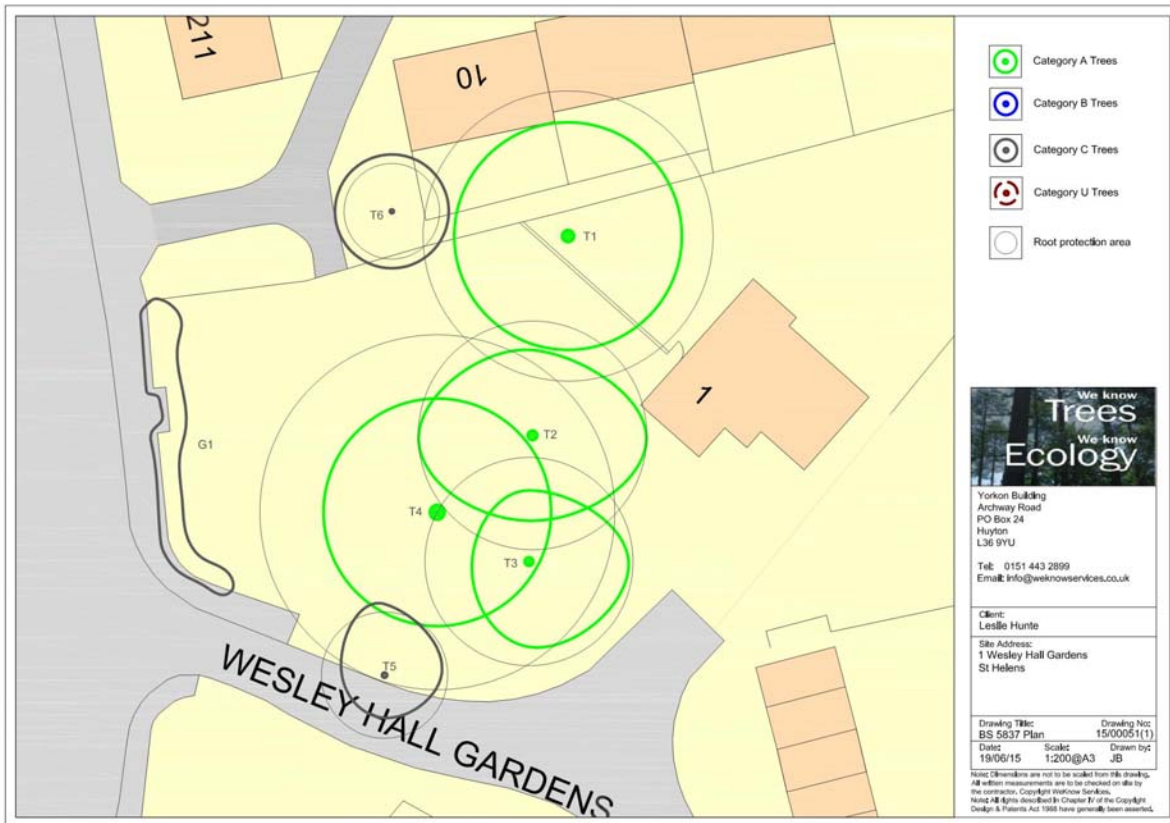 211
10
T6
T1
1
T2
G1
T4
T3
T5
WESLEY HALL GARDENS
Category A Trees
Category B Trees
Category C Trees
Category U Trees
Root protection area
We know
Trees
We know
Ecology
Yorkon Building
Archway Road
PO Box 24
Huyton
L36 9YU
Tel: 0151 443 2899
Email: info@weknowservices.co.uk
Client:
Leslie Hunte
Site Address:
1 Wesley Hall Gardens
St Helens
Drawing Title: Drawing No:
BS 5837 Plan 15/00051(1)
Date: Scale: Drawn by:
19/06/15 1:200@A3 JB
Note: Dimensions are not to be scaled from this drawing.
All written measurements are to be checked on site by
the contractor. Copyright WeKnow Services.
Note: All rights described in Chapter IV of the Copyright
Design & Patents Act 1988 have generally been asserted.